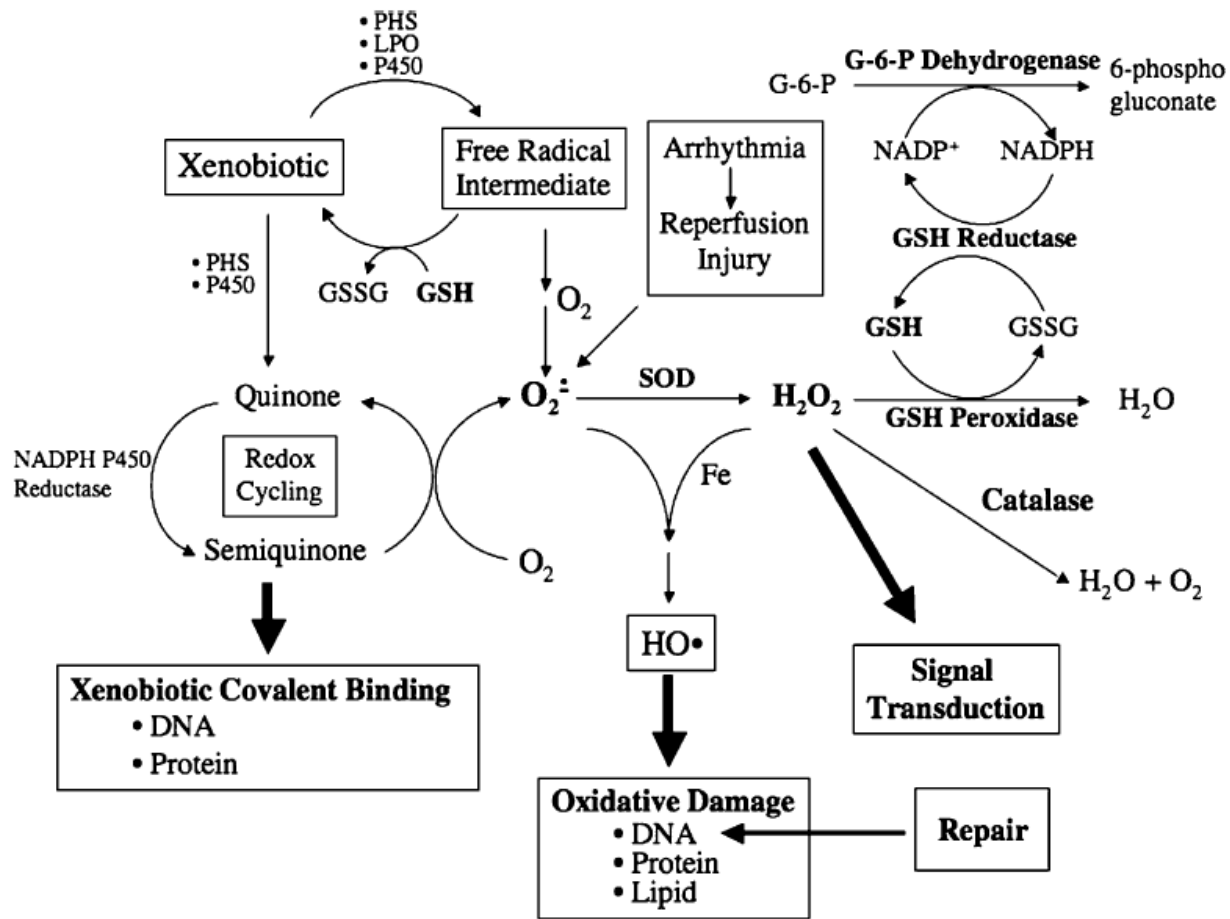 • PHS
• LPO
• P450
G-6-P Dehydrogenase
G-6-P
6-phospho
gluconate
NADP⁺
NADPH
GSH Reductase
GSH
GSSG
Xenobiotic
Free Radical
Intermediate
Arrhythmia
Reperfusion
Injury
• PHS
• P450
GSSG
GSH
O₂
Quinone
O₂•̄
SOD
H₂O₂
GSH Peroxidase
H₂O
NADPH P450
Reductase
Redox
Cycling
Fe
Catalase
Semiquinone
O₂
H₂O + O₂
HO•
Xenobiotic Covalent Binding
• DNA
• Protein
Signal
Transduction
Oxidative Damage
• DNA
• Protein
• Lipid
Repair